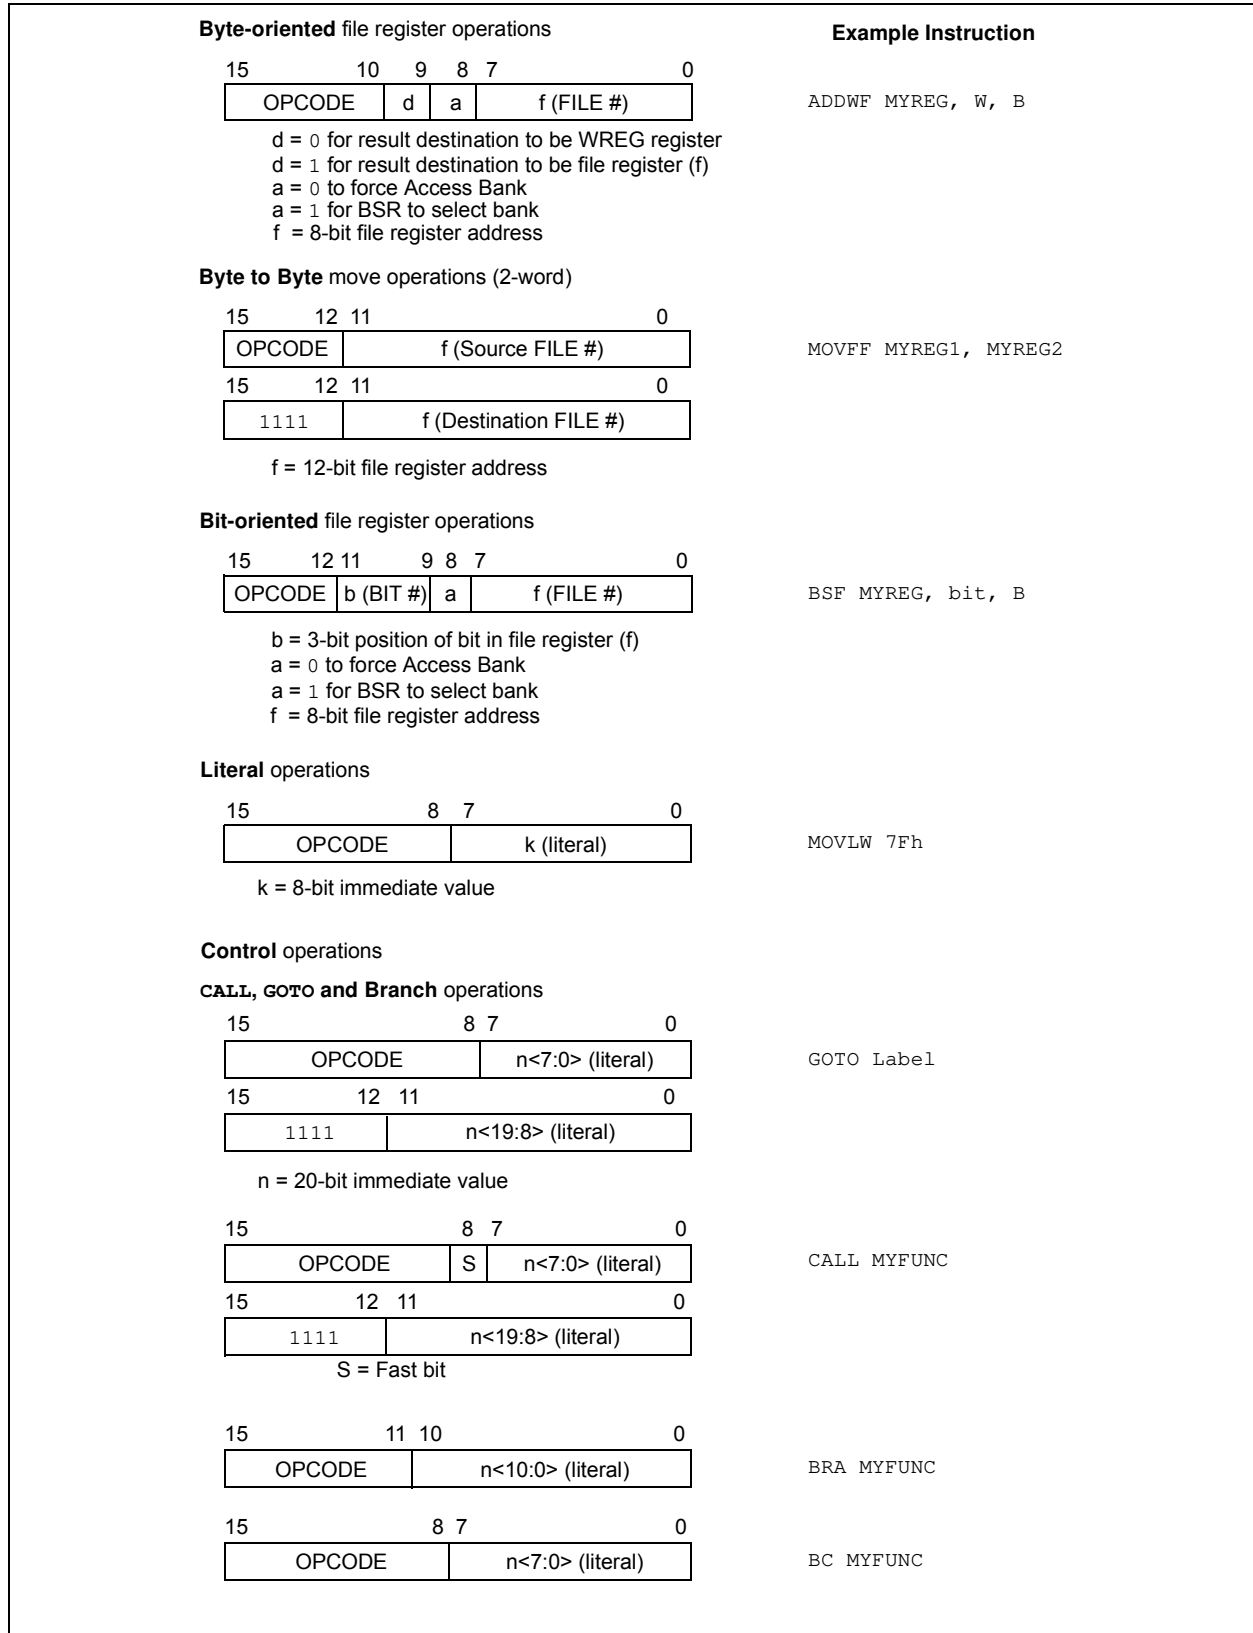 Byte-oriented file register operations
Example Instruction
15 10 9 8 7 0
OPCODE d a f (FILE #)
ADDWF MYREG, W, B
d = 0 for result destination to be WREG register
d = 1 for result destination to be file register (f)
a = 0 to force Access Bank
a = 1 for BSR to select bank
f = 8-bit file register address
Byte to Byte move operations (2-word)
15 12 11 0
OPCODE f (Source FILE #)
MOVFF MYREG1, MYREG2
15 12 11 0
1111 f (Destination FILE #)
f = 12-bit file register address
Bit-oriented file register operations
15 12 11 9 8 7 0
OPCODE b (BIT #) a f (FILE #)
BSF MYREG, bit, B
b = 3-bit position of bit in file register (f)
a = 0 to force Access Bank
a = 1 for BSR to select bank
f = 8-bit file register address
Literal operations
15 8 7 0
OPCODE k (literal)
MOVLW 7Fh
k = 8-bit immediate value
Control operations
CALL, GOTO and Branch operations
15 8 7 0
OPCODE n<7:0> (literal)
GOTO Label
15 12 11 0
1111 n<19:8> (literal)
n = 20-bit immediate value
15 8 7 0
OPCODE S n<7:0> (literal)
CALL MYFUNC
15 12 11 0
1111 n<19:8> (literal)
S = Fast bit
15 11 10 0
OPCODE n<10:0> (literal)
BRA MYFUNC
15 8 7 0
OPCODE n<7:0> (literal)
BC MYFUNC